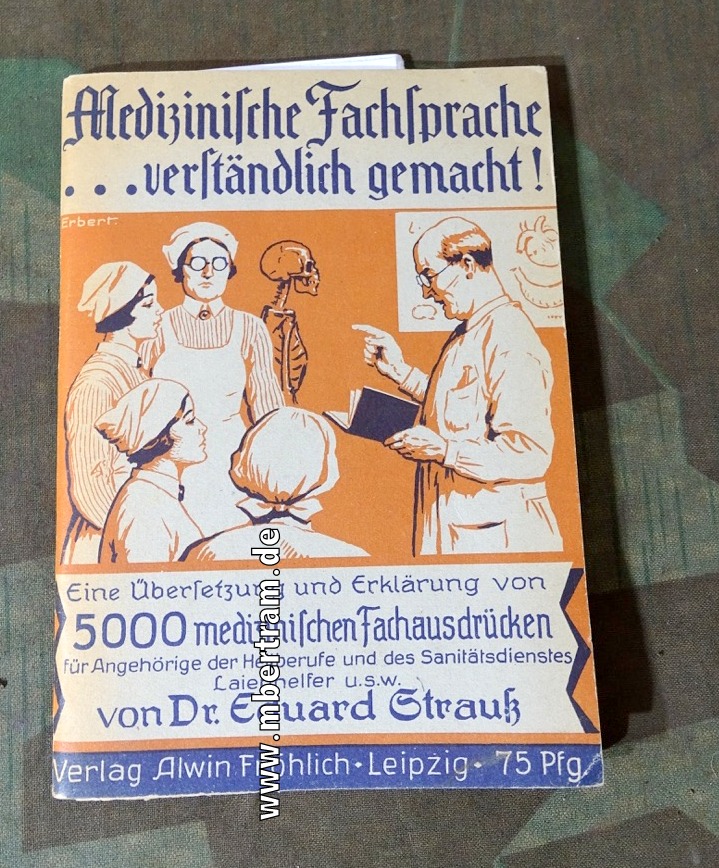 Medizinische Fachsprache
...verständlich gemacht!
Erbert.
Eine Übersetzung und Erklärung von
5000 medizinischen Fachausdrücken
für Angehörige der Heilberufe und des Sanitätsdienstes
Laienhelfer u.s.w.
von Dr. Eduard Strauß
Verlag Alwin Fröhlich · Leipzig · 75 Pfg.
www.mbertram.de